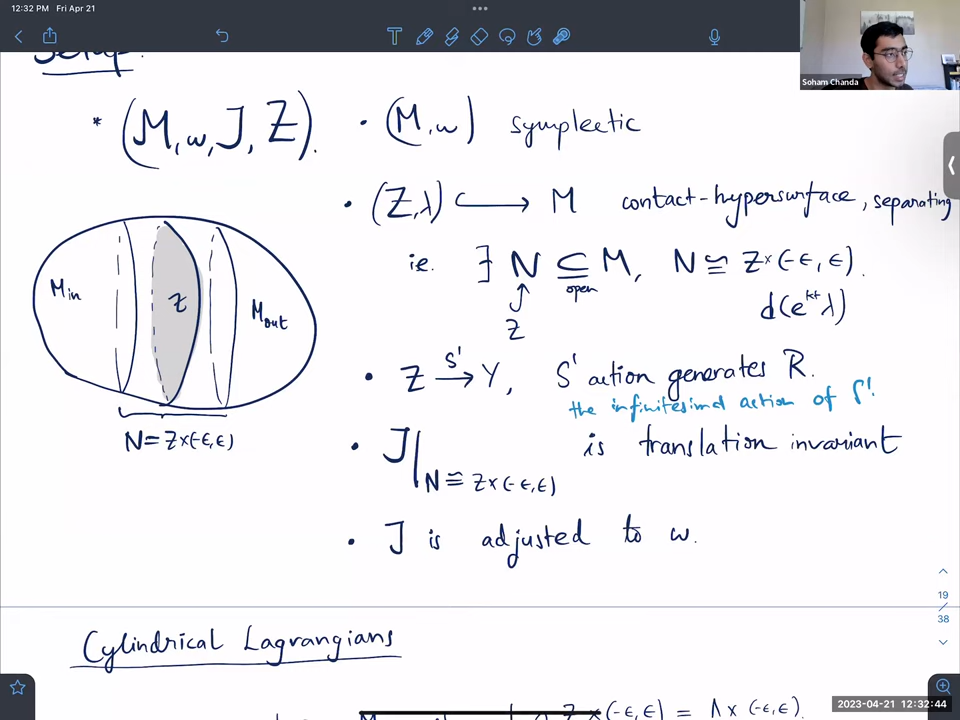 12:32 PM Fri Apr 21
Soham Chanda
Setup:
* (M, ω, J, Z). • (M, ω) symplectic
• (Z, λ) ↪ M contact-hypersurface, separating
i.e. ∃ N ⊆ M, N ≅ Z × (-ε, ε).
open
↑
Z
d(e^{kt} λ)
M_in
Z
M_out
N = Z × (-ε, ε)
• Z →^{S¹} Y, S¹ action generates R.
the infinitesimal action of S¹!
• J|_{N ≅ Z × (-ε, ε)} is translation invariant
• J is adjusted to ω.
19
/
38
Cylindrical Lagrangians
Z × (-ε, ε) = Λ × (-ε, ε).
2023-04-21 12:32:44